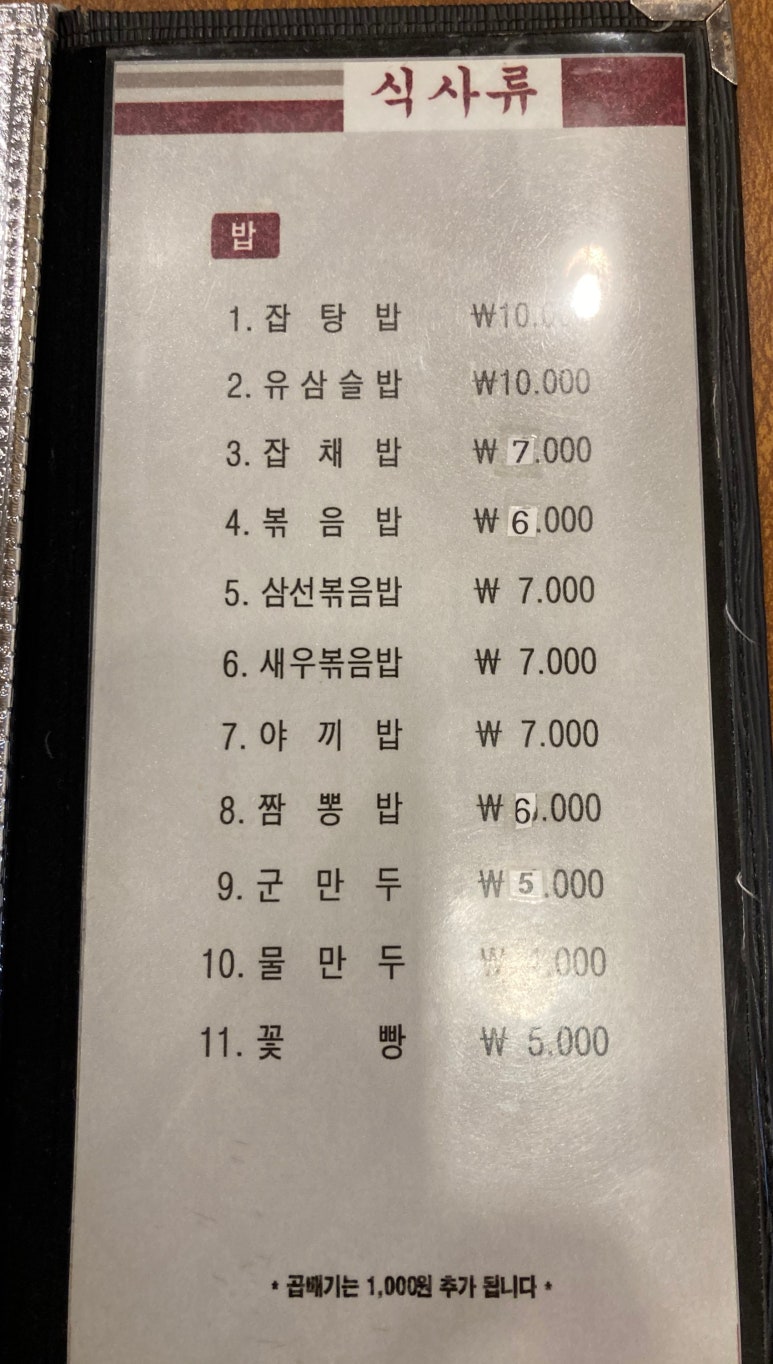 식사류
밥
1. 잡 탕 밥 ₩10.000
2. 유 삼 슬 밥 ₩10.000
3. 잡 채 밥 ₩ 7.000
4. 볶 음 밥 ₩ 6.000
5. 삼선볶음밥 ₩ 7.000
6. 새우볶음밥 ₩ 7.000
7. 야 끼 밥 ₩ 7.000
8. 짬 뽕 밥 ₩ 6.000
9. 군 만 두 ₩ 5.000
10. 물 만 두
11. 꽃 빵 ₩ 5.000
* 곱배기는 1,000원 추가 됩니다 *